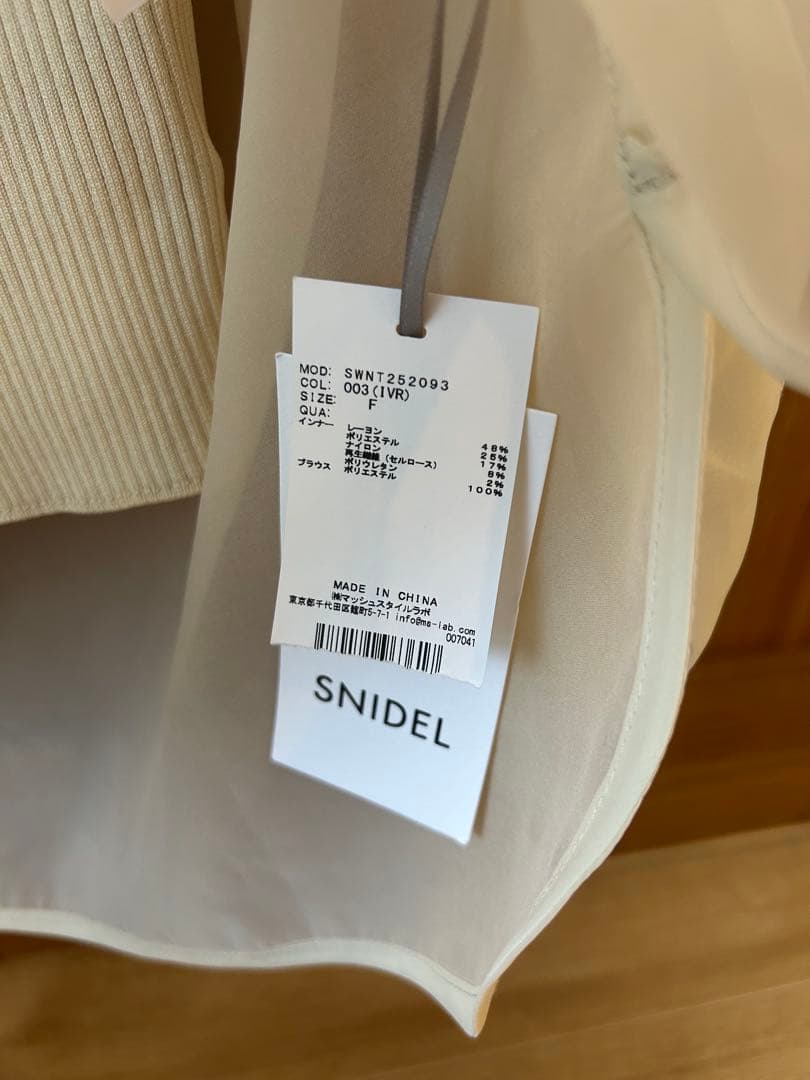 MOD: SWNT252093
COL: 003(IVR)
SIZE: F
QUA:
インナー レーヨン 48%
ポリエステル 25%
ナイロン 17%
再生繊維(セルロース) 8%
ポリウレタン 2%
ブラウス ポリエステル 100%
MADE IN CHINA
㈱マッシュスタイルラボ
東京都千代田区麹町5-7-1 info@ms-lab.com
007041
SNIDEL